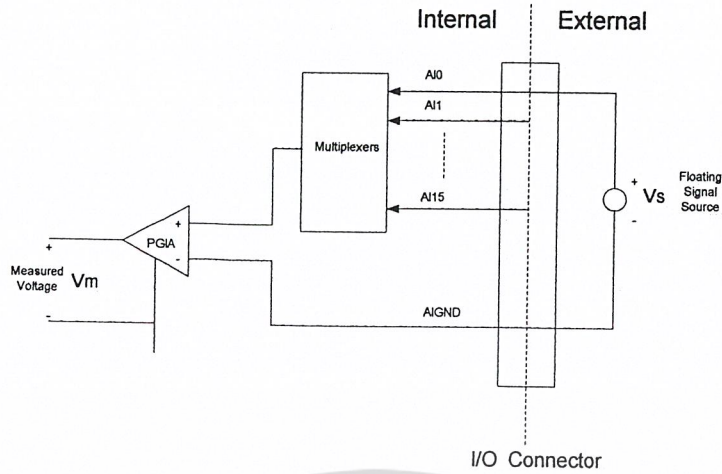 Internal
External
AI0
AI1
Multiplexers
AI15
+
Vs
-
Floating
Signal
Source
+
PGIA
-
+
Measured
Voltage
Vm
-
AIGND
I/O Connector